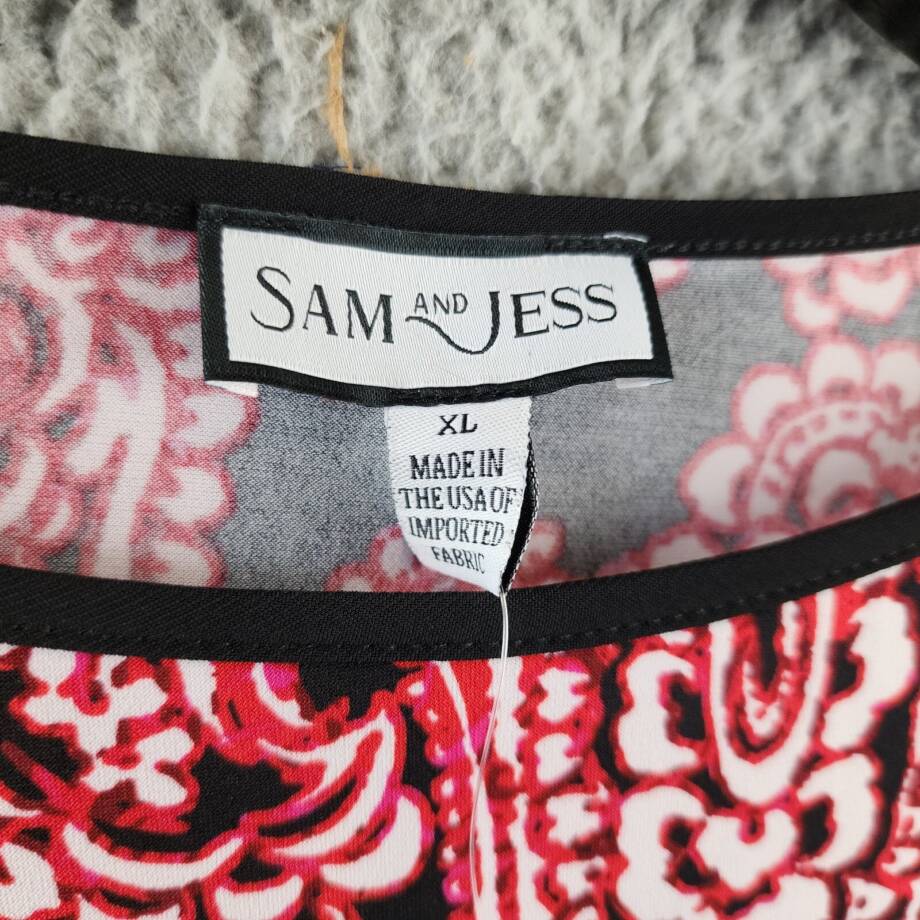 SAM AND JESS
XL
MADE IN
THE USA OF
IMPORTED
FABRIC